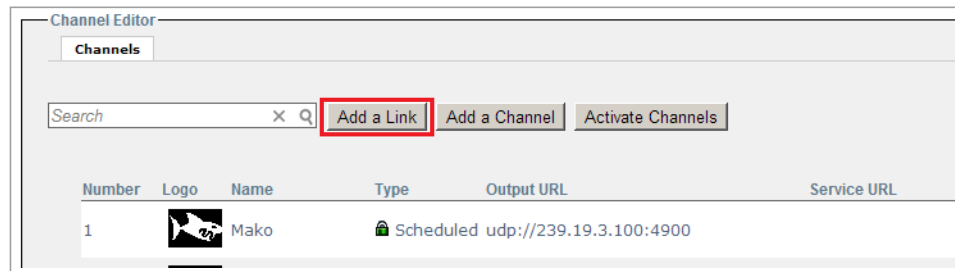 Channel Editor
Channels
Search Add a Link Add a Channel Activate Channels
Number Logo Name Type Output URL Service URL
1 Mako Scheduled udp://239.19.3.100:4900